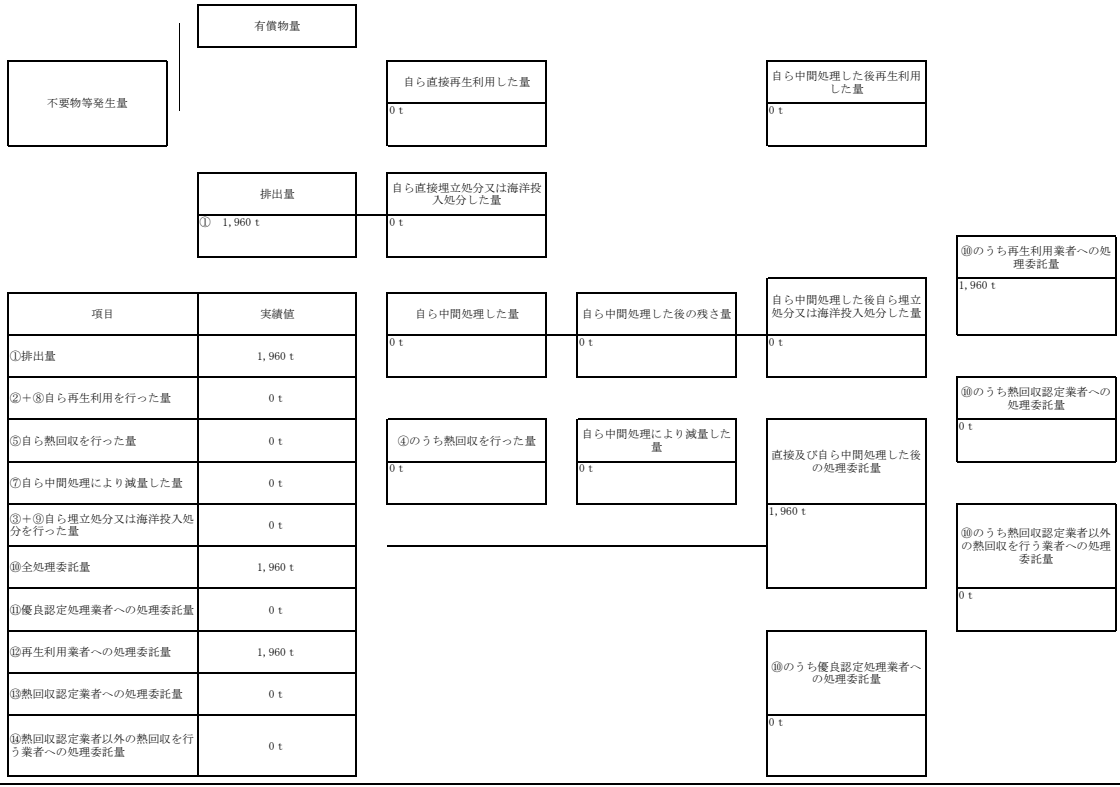 有償物量
不要物等発生量
自ら直接再生利用した量
0 t
自ら中間処理した後再生利用
した量
0 t
排出量
① 1,960 t
自ら直接埋立処分又は海洋投
入処分した量
0 t
⑩のうち再生利用業者への処
理委託量
1,960 t
項目
実績値
①排出量
1,960 t
②＋⑧自ら再生利用を行った量
0 t
⑤自ら熱回収を行った量
0 t
⑦自ら中間処理により減量した量
0 t
③＋⑨自ら埋立処分又は海洋投入処
分を行った量
0 t
⑩全処理委託量
1,960 t
⑪優良認定処理業者への処理委託量
0 t
⑫再生利用業者への処理委託量
1,960 t
⑬熱回収認定業者への処理委託量
0 t
⑭熱回収認定業者以外の熱回収を行
う業者への処理委託量
0 t
自ら中間処理した量
0 t
自ら中間処理した後の残さ量
0 t
自ら中間処理した後自ら埋立
処分又は海洋投入処分した量
0 t
④のうち熱回収を行った量
0 t
自ら中間処理により減量した
量
0 t
直接及び自ら中間処理した後
の処理委託量
1,960 t
⑩のうち熱回収認定業者への
処理委託量
0 t
⑩のうち熱回収認定業者以外
の熱回収を行う業者への処理
委託量
0 t
⑩のうち優良認定処理業者へ
の処理委託量
0 t